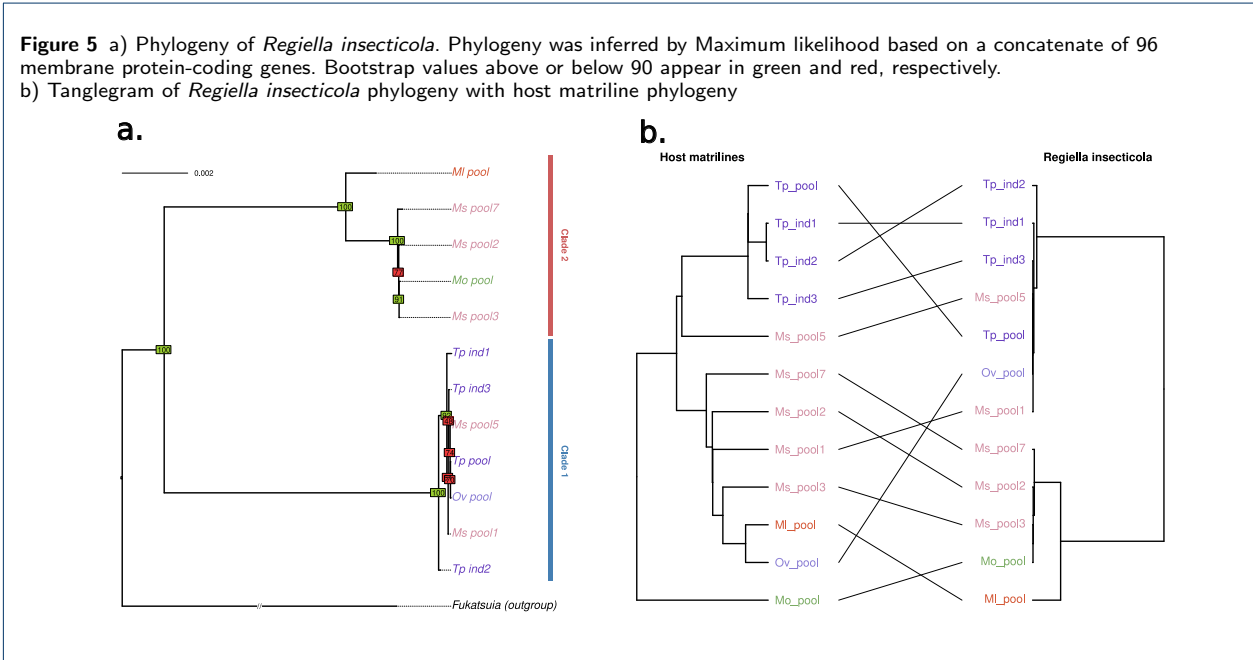 Figure 5 a) Phylogeny of Regiella insecticola. Phylogeny was inferred by Maximum likelihood based on a concatenate of 96
membrane protein-coding genes. Bootstrap values above or below 90 appear in green and red, respectively.
b) Tanglegram of Regiella insecticola phylogeny with host matriline phylogeny
a.
0.002
Ml pool
100
Ms pool7
100
Ms pool2
77
Mo pool
91
Ms pool3
Clade 2
100
Tp ind1
Tp ind3
Ms pool5
74
Tp pool
100
Ov pool
Ms pool1
Tp ind2
Clade 1
//
Fukatsuia (outgroup)
b.
Host matrilines
Tp_pool
Tp_ind1
Tp_ind2
Tp_ind3
Ms_pool5
Ms_pool7
Ms_pool2
Ms_pool1
Ms_pool3
Ml_pool
Ov_pool
Mo_pool
Regiella insecticola
Tp_ind2
Tp_ind1
Tp_ind3
Ms_pool5
Tp_pool
Ov_pool
Ms_pool1
Ms_pool7
Ms_pool2
Ms_pool3
Mo_pool
Ml_pool